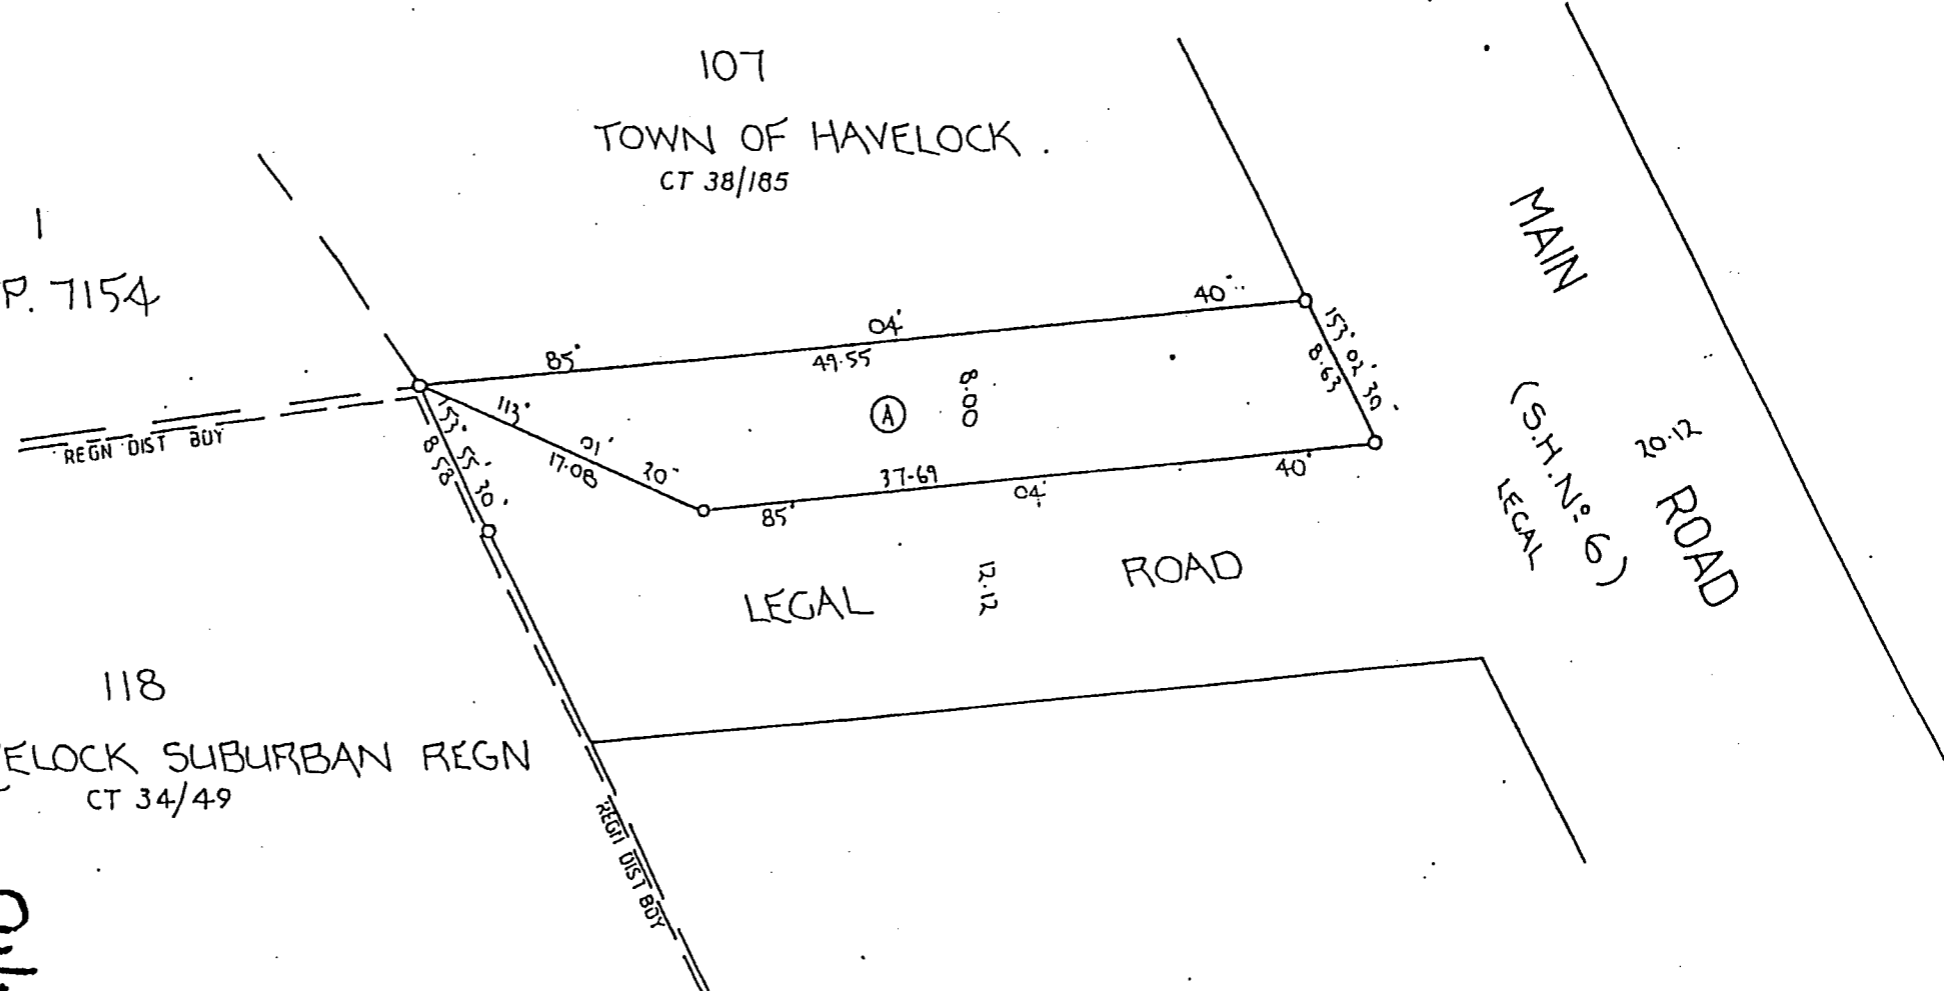 107
TOWN OF HAVELOCK.
CT 38/185
1
P. 7154
MAIN ROAD
(S.H. No 6)
LEGAL
20.12
85° 04' 40"
49.55
153° 02' 30"
8.63
8.00
A
113° 01' 20"
17.08
153° 55' 30"
8.58
37.69
85° 04' 40"
REGN DIST BDY
LEGAL ROAD
12.12
118
ELOCK SUBURBAN REGN
CT 34/49
REGN DIST BDY